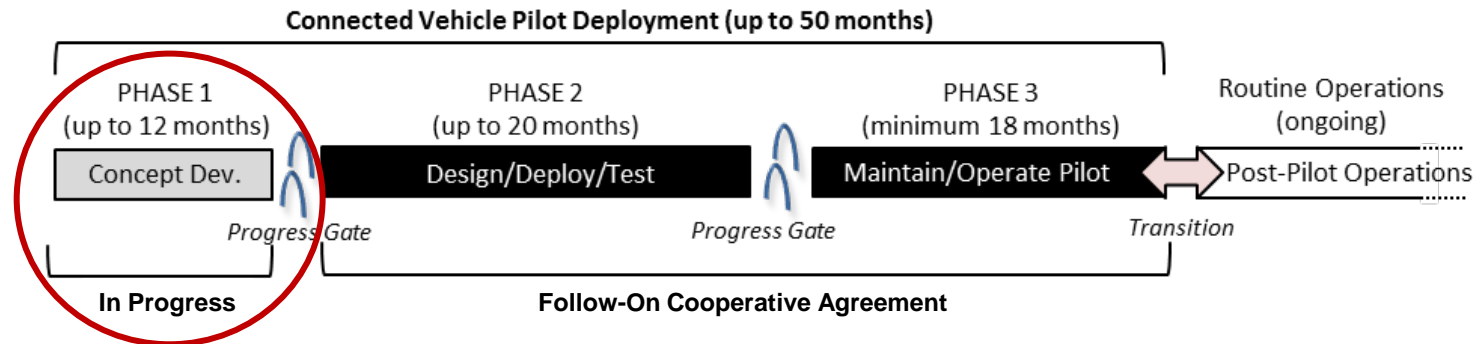 Connected Vehicle Pilot Deployment (up to 50 months)
PHASE 1
(up to 12 months)
Concept Dev.
Progress Gate
PHASE 2
(up to 20 months)
Design/Deploy/Test
Progress Gate
PHASE 3
(minimum 18 months)
Maintain/Operate Pilot
Transition
Routine Operations
(ongoing)
Post-Pilot Operations
In Progress
Follow-On Cooperative Agreement